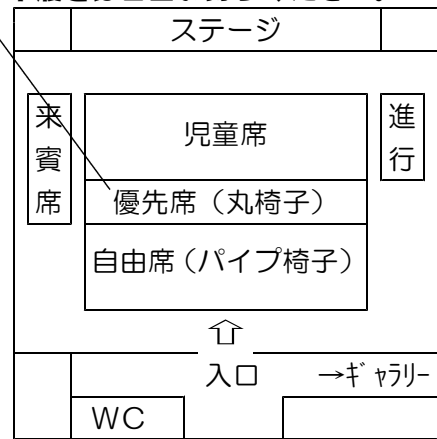 ステージ
来賓席
児童席
進行
優先席（丸椅子）
自由席（パイプ椅子）
⇧
入口
→ｷﾞｬﾗﾘｰ
ＷＣ